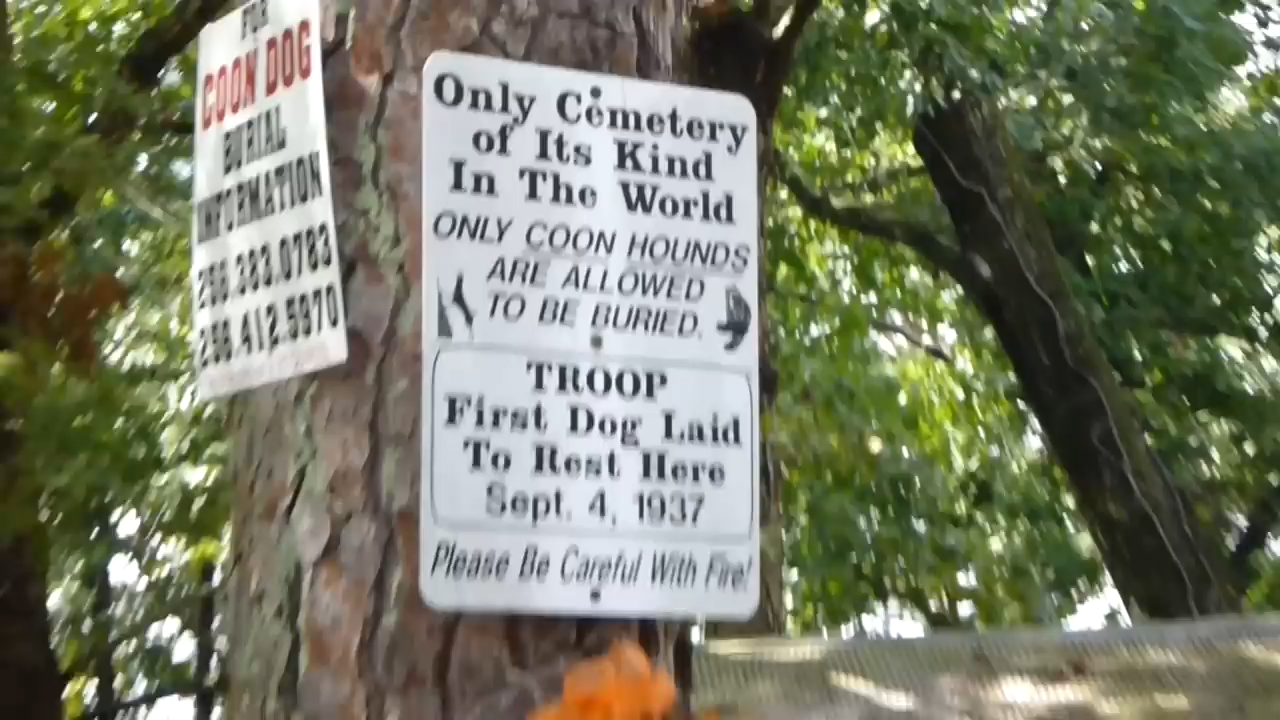 FOR
COON DOG
BURIAL
INFORMATION
256.383.0783
256.412.5970
Only Cemetery
of Its Kind
In The World
ONLY COON HOUNDS
ARE ALLOWED
TO BE BURIED.
TROOP
First Dog Laid
To Rest Here
Sept. 4, 1937
Please Be Careful With Fire!